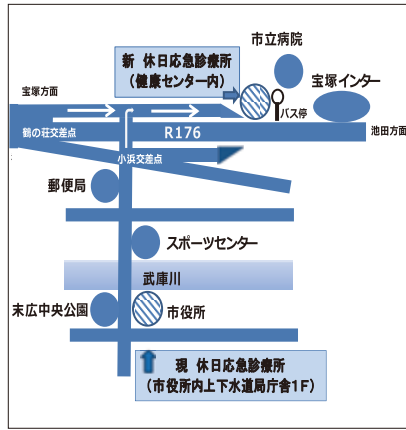 市立病院
新 休日応急診療所
(健康センター内)
宝塚インター
宝塚方面
バス停
鶴の荘交差点
R176
池田方面
小浜交差点
郵便局
スポーツセンター
武庫川
末広中央公園
市役所
現 休日応急診療所
(市役所内上下水道局庁舎1F)